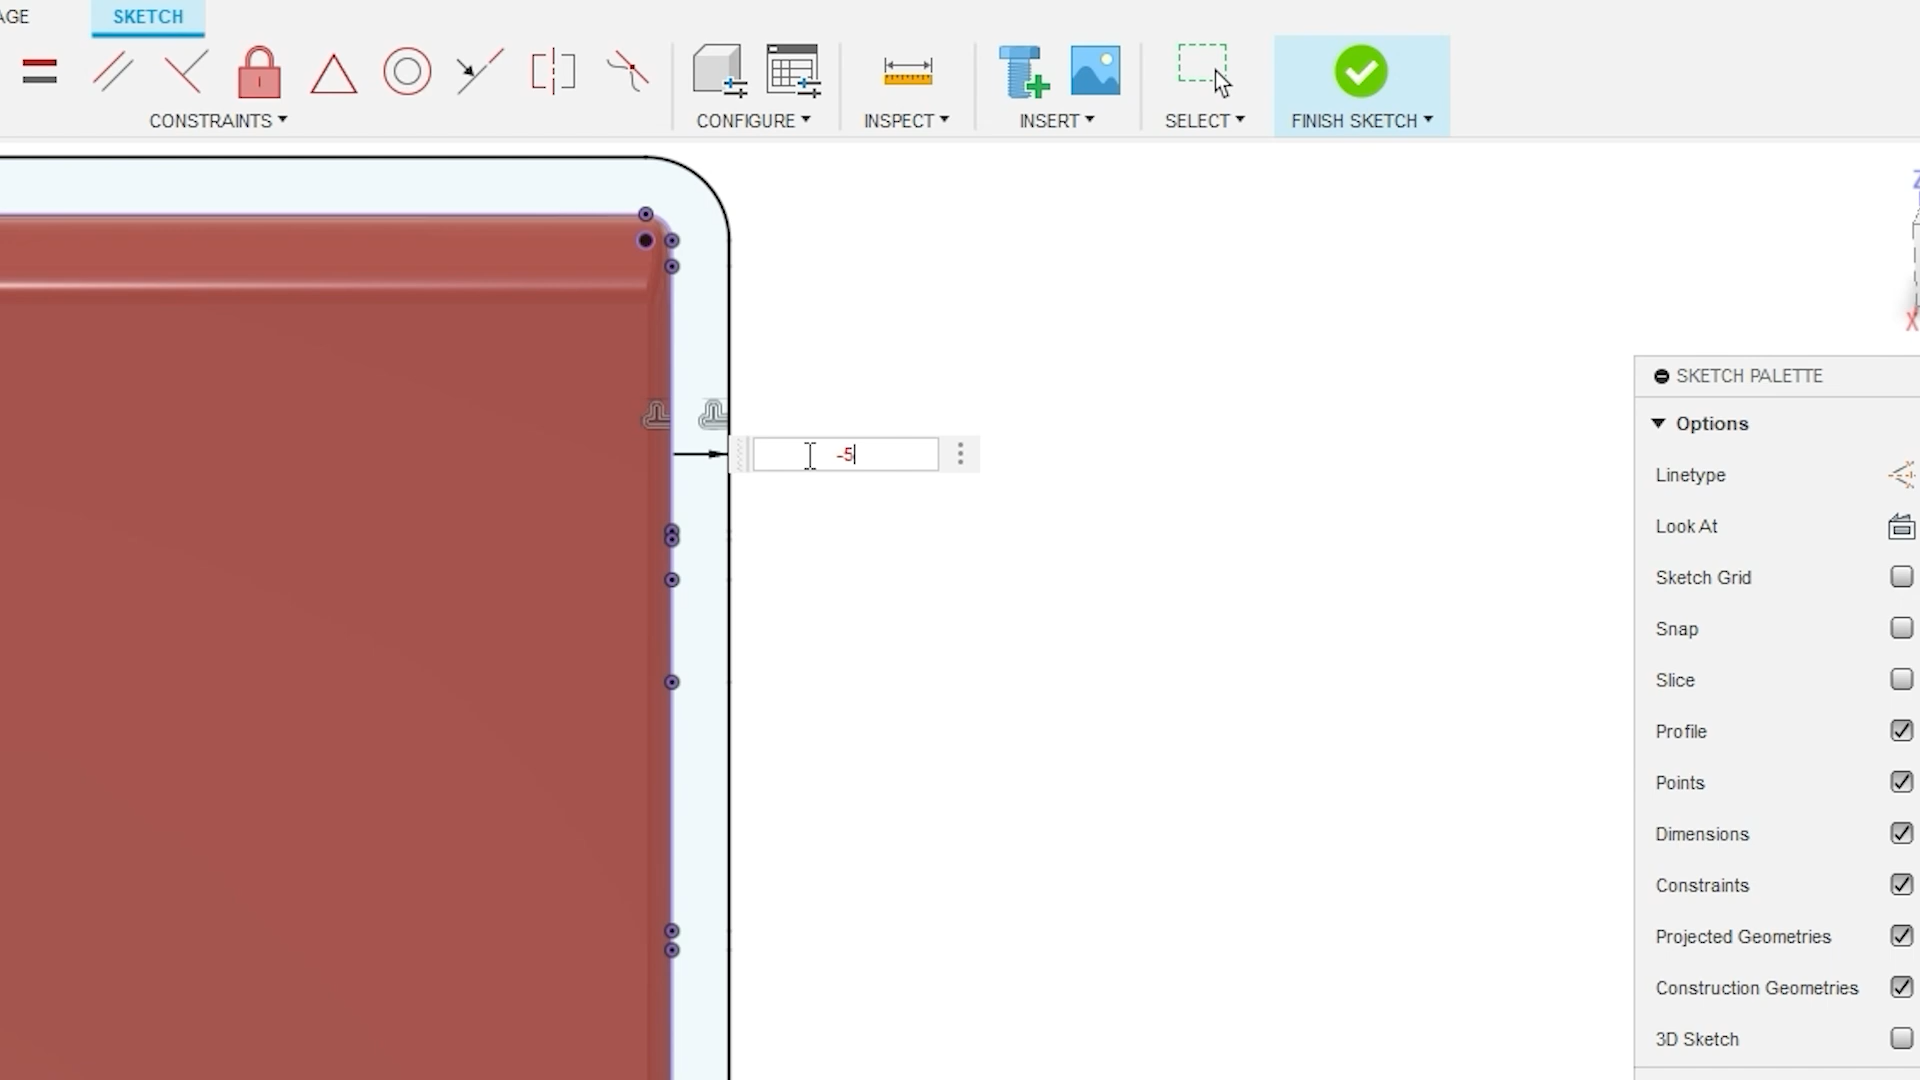 AGE
SKETCH
CONSTRAINTS
CONFIGURE
INSPECT
INSERT
SELECT
FINISH SKETCH
Z
X
-5
SKETCH PALETTE
Options
Linetype
Look At
Sketch Grid
Snap
Slice
Profile
Points
Dimensions
Constraints
Projected Geometries
Construction Geometries
3D Sketch